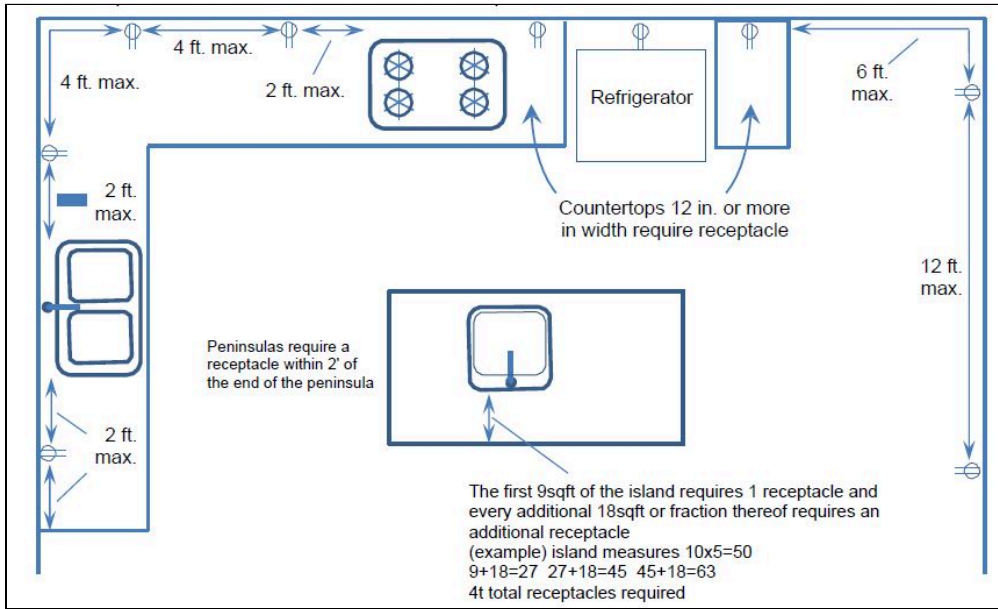 4 ft. max.
4 ft. max.
2 ft. max.
Refrigerator
6 ft.
max.
2 ft.
max.
Countertops 12 in. or more
in width require receptacle
12 ft.
max.
Peninsulas require a
receptacle within 2' of
the end of the peninsula
2 ft.
max.
The first 9sqft of the island requires 1 receptacle and
every additional 18sqft or fraction thereof requires an
additional receptacle
(example) island measures 10x5=50
9+18=27 27+18=45 45+18=63
4t total receptacles required